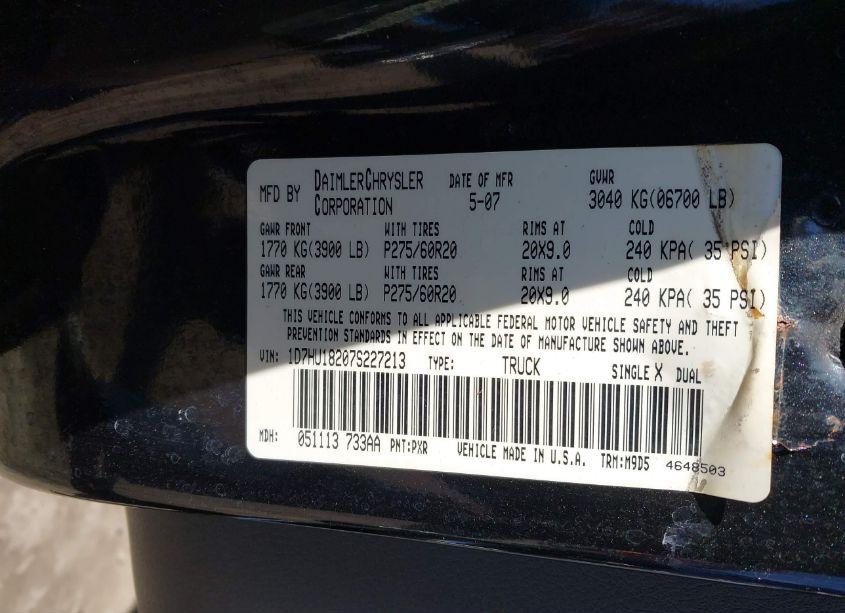 MFD BY DAIMLERCHRYSLER CORPORATION DATE OF MFR 5-07 GVWR 3040 KG(06700 LB)
GAWR FRONT WITH TIRES RIMS AT COLD
1770 KG(3900 LB) P275/60R20 20X9.0 240 KPA( 35 PSI)
GAWR REAR WITH TIRES RIMS AT COLD
1770 KG(3900 LB) P275/60R20 20X9.0 240 KPA( 35 PSI)
THIS VEHICLE CONFORMS TO ALL APPLICABLE FEDERAL MOTOR VEHICLE SAFETY AND THEFT
PREVENTION STANDARDS IN EFFECT ON THE DATE OF MANUFACTURE SHOWN ABOVE.
VIN: 1D7HU18207S227213 TYPE: TRUCK SINGLE X DUAL
MDH: 051113 733AA PNT:PXR VEHICLE MADE IN U.S.A. TRM:M9D5 4648503